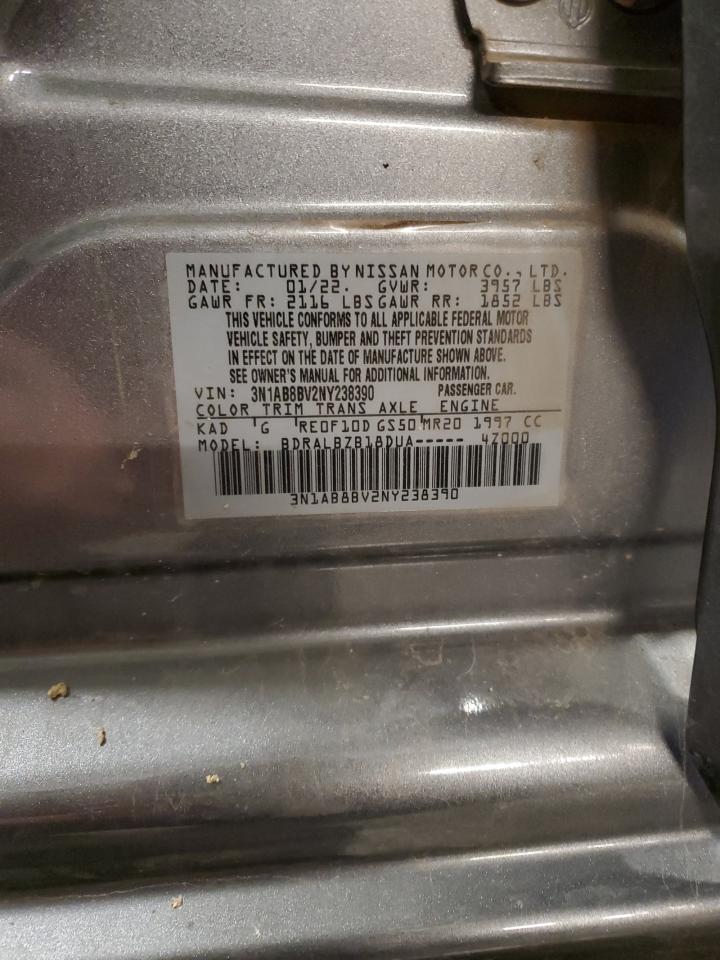 MANUFACTURED BY NISSAN MOTOR CO., LTD.
DATE: 01/22. GVWR: 3957 LBS
GAWR FR: 2116 LBS GAWR RR: 1852 LBS
THIS VEHICLE CONFORMS TO ALL APPLICABLE FEDERAL MOTOR
VEHICLE SAFETY, BUMPER AND THEFT PREVENTION STANDARDS
IN EFFECT ON THE DATE OF MANUFACTURE SHOWN ABOVE.
SEE OWNER'S MANUAL FOR ADDITIONAL INFORMATION.
VIN: 3N1AB8BV2NY238390 PASSENGER CAR.
COLOR TRIM TRANS AXLE ENGINE
KAD 'G 'RE0F10D GS50'MR20 1997 CC
MODEL: BDRALBZB18DUA----- 4Z000
3N1AB8BV2NY238390